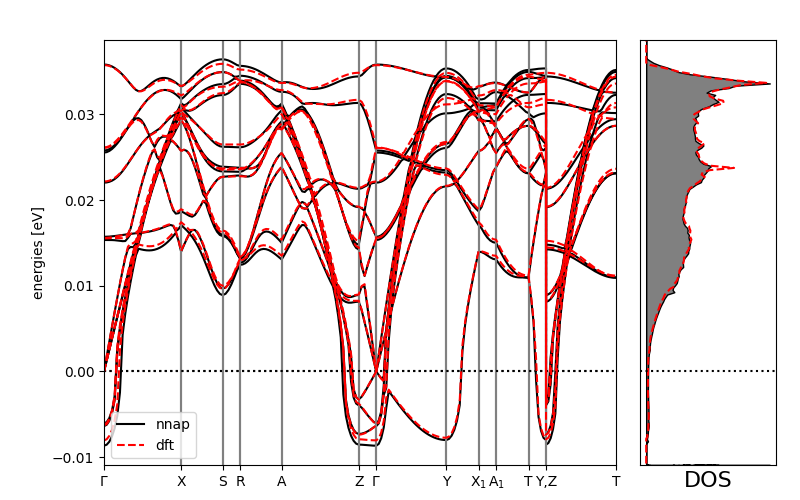 energies [eV]
0.03
0.02
0.01
0.00
−0.01
nnap
dft
Γ X S R A Z Γ Y X₁ A₁ T Y,Z T
DOS